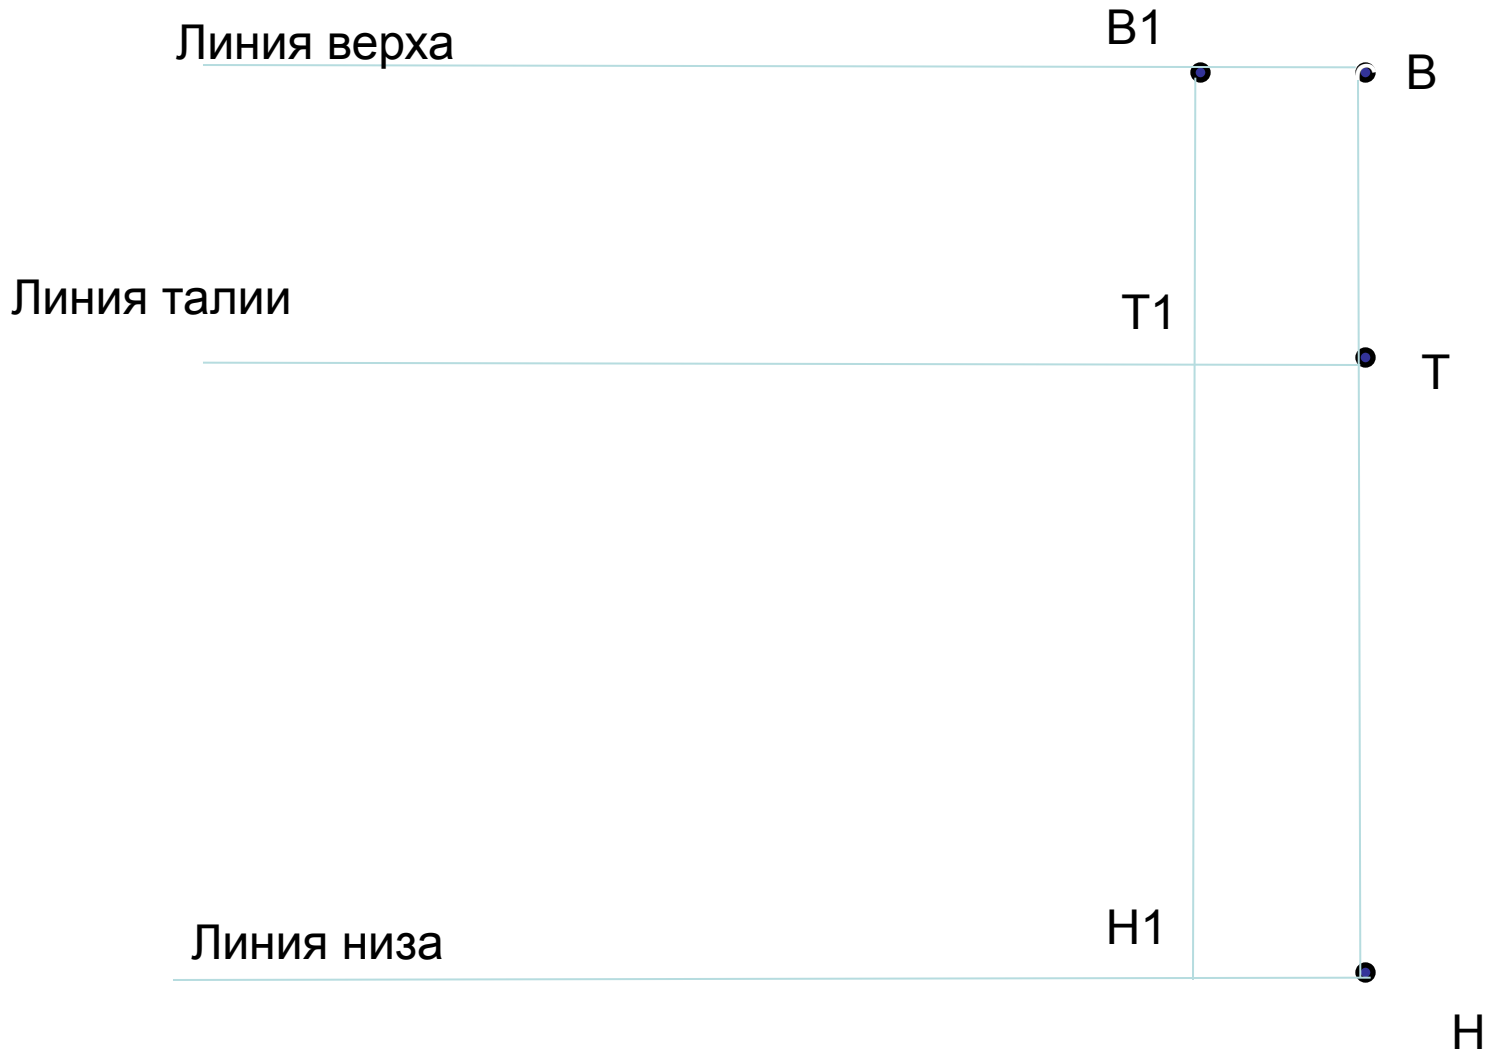 В1
Линия верха
В
Линия талии
Т1
Т
Н1
Линия низа
Н